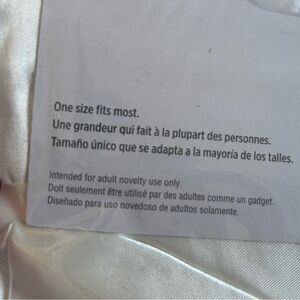 One size fits most.
Une grandeur qui fait à la plupart des personnes.
Tamaño único que se adapta a la mayoría de los talles.
Intended for adult novelty use only.
Doit seulement être utilisé par des adultes comme un gadget.
Diseñado para uso novedoso de adultos solamente.